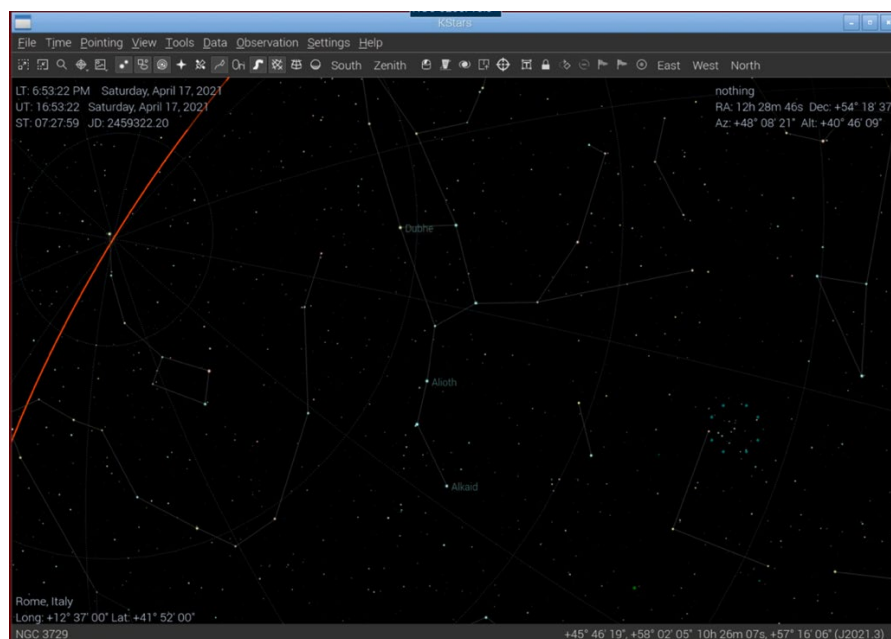 KStars
File Time Pointing View Tools Data Observation Settings Help
South Zenith East West North
LT: 6:53:22 PM Saturday, April 17, 2021
UT: 16:53:22 Saturday, April 17, 2021
ST: 07:27:59 JD: 2459322.20
nothing
RA: 12h 28m 46s Dec: +54° 18' 37
Az: +48° 08' 21" Alt: +40° 46' 09"
Dubhe
Alioth
Alkaid
Rome, Italy
Long: +12° 37' 00" Lat: +41° 52' 00"
NGC 3729
+45° 46' 19", +58° 02' 05" 10h 26m 07s, +57° 16' 06" (J2021.3)